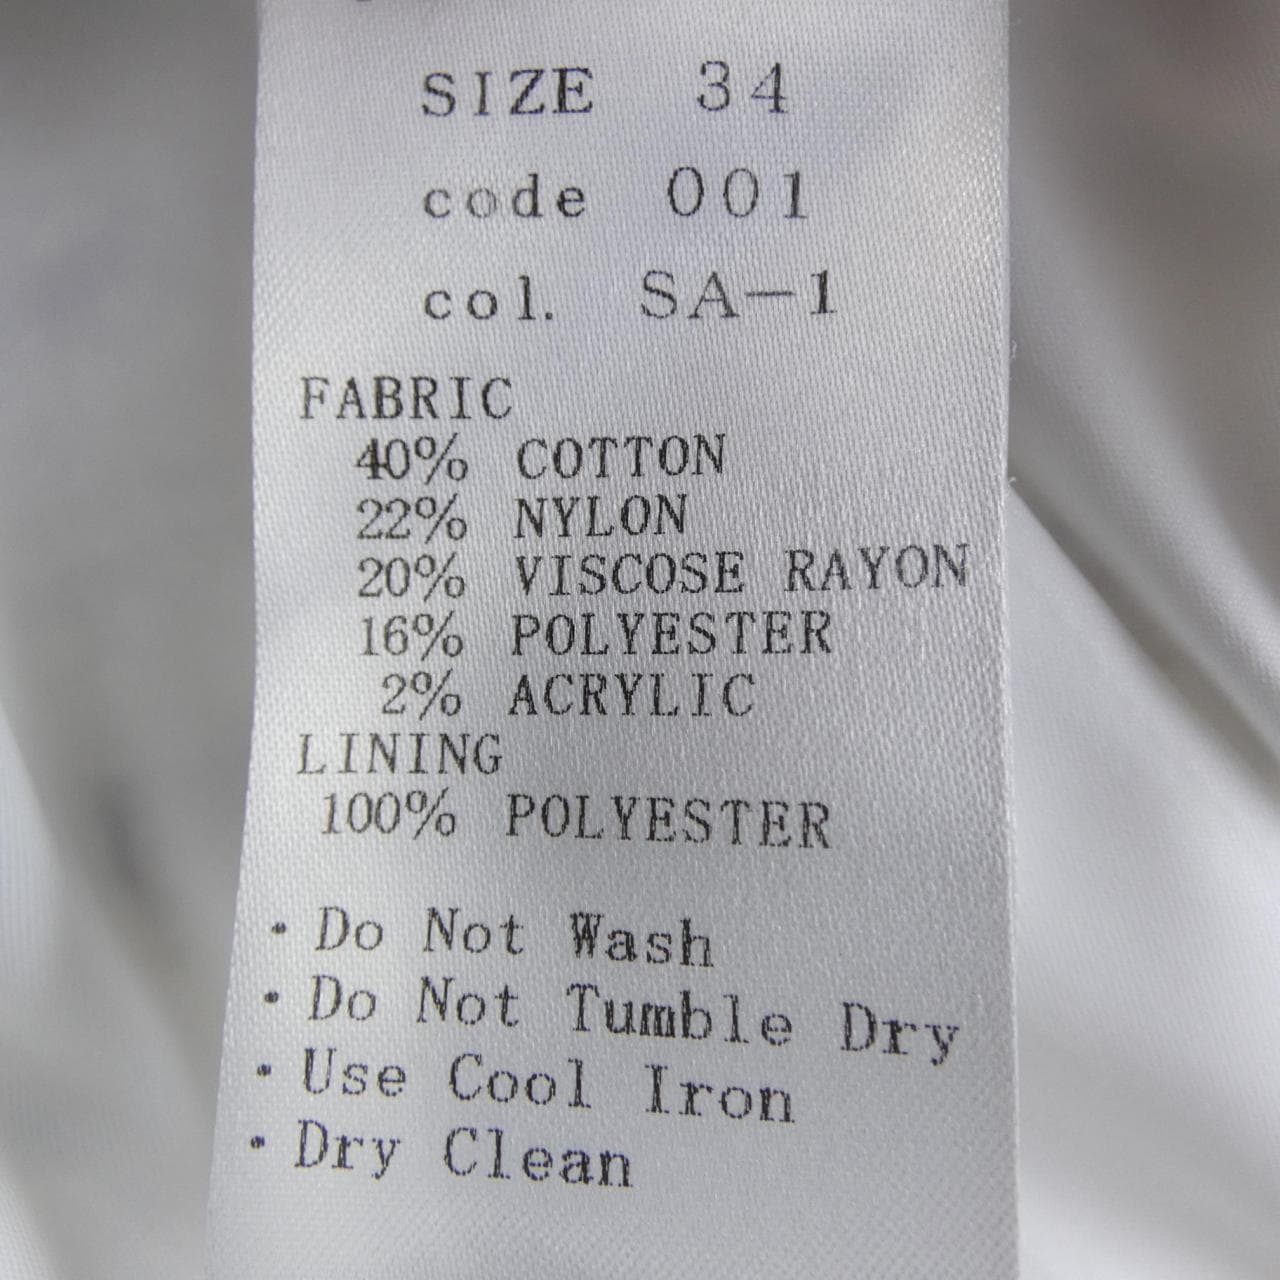 SIZE 34
code 001
col. SA-1
FABRIC
40% COTTON
22% NYLON
20% VISCOSE RAYON
16% POLYESTER
2% ACRYLIC
LINING
100% POLYESTER
・Do Not Wash
・Do Not Tumble Dry
・Use Cool Iron
・Dry Clean